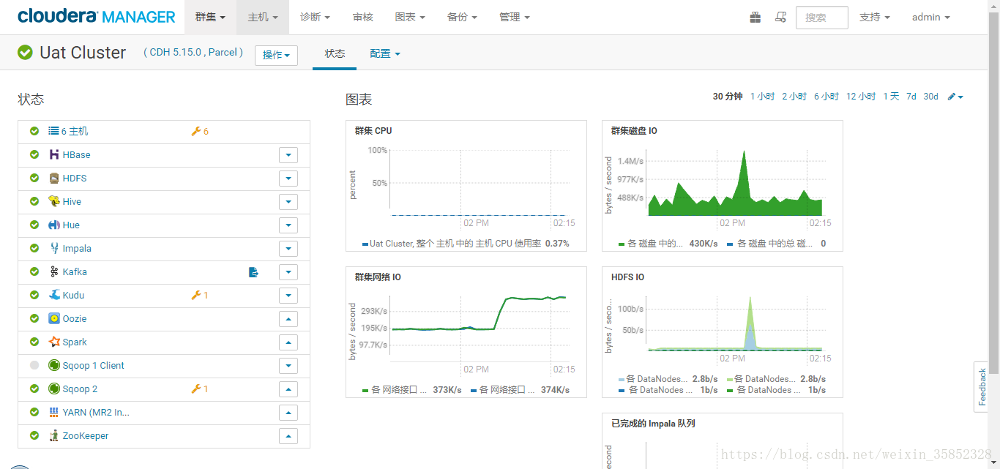 cloudera MANAGER 群集 主机 诊断 审核 图表 备份 管理 搜索 支持 admin
Uat Cluster ( CDH 5.15.0 , Parcel ) 操作 状态 配置
状态
6 主机 6
HBase
HDFS
Hive
Hue
Impala
Kafka
Kudu 1
Oozie
Spark
Sqoop 1 Client
Sqoop 2 1
YARN (MR2 In...
ZooKeeper
图表
30 分钟 1 小时 2 小时 6 小时 12 小时 1 天 7d 30d
群集 CPU
percent
100%
50%
02 PM 02:15
Uat Cluster, 整个 主机 中的 主机 CPU 使用率 0.37%
群集磁盘 IO
bytes / second
1.4M/s
977K/s
488K/s
02 PM 02:15
各 磁盘 中的... 430K/s 各 磁盘 中的总 磁... 0
群集网络 IO
bytes / second
293K/s
195K/s
97.7K/s
02 PM 02:15
各 网络接口 ... 373K/s 各 网络接口 ... 374K/s
HDFS IO
bytes / seco...
100b/s
50b/s
02 PM 02:15
各 DataNodes... 2.8b/s 各 DataNodes... 2.8b/s
各 DataNodes ... 1b/s 各 DataNodes ... 1b/s
已完成的 Impala 队列
second
Feedback
https://blog.csdn.net/weixin_35852328